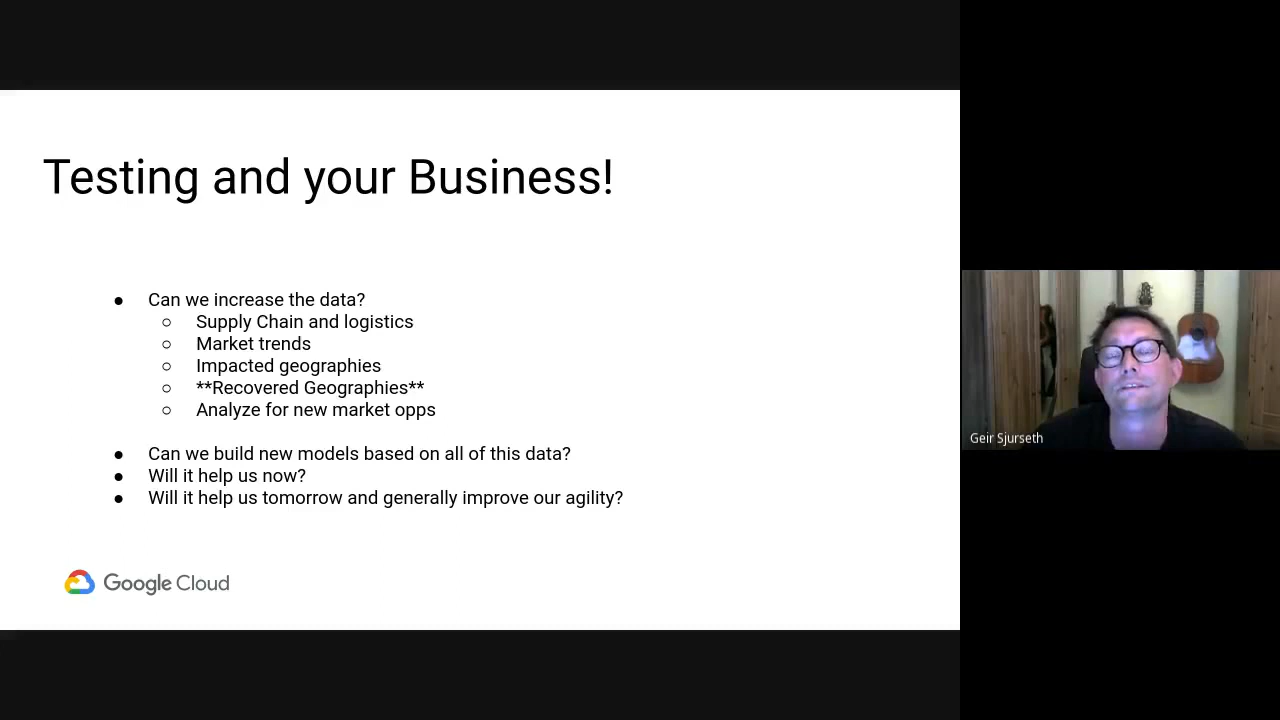 Testing and your Business!
● Can we increase the data?
○ Supply Chain and logistics
○ Market trends
○ Impacted geographies
○ **Recovered Geographies**
○ Analyze for new market opps
● Can we build new models based on all of this data?
● Will it help us now?
● Will it help us tomorrow and generally improve our agility?
Google Cloud
Geir Sjurseth